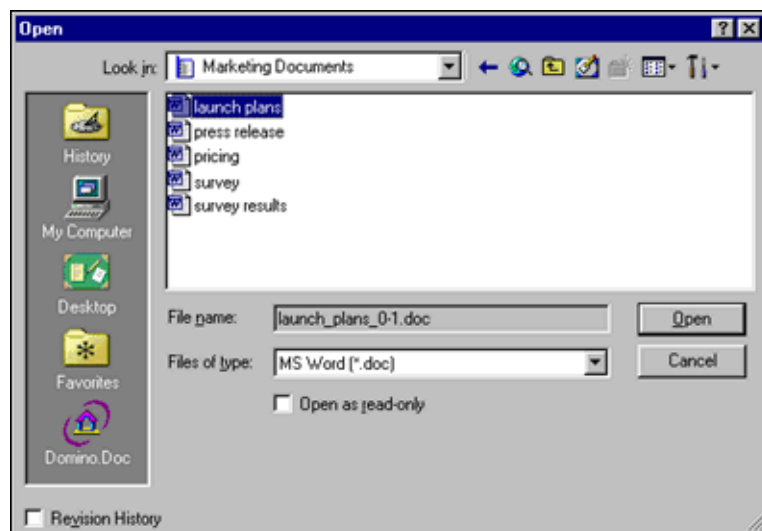 Open
Look in:
Marketing Documents
History
My Computer
Desktop
Favorites
Domino.Doc
launch plans
press release
pricing
survey
survey results
File name:
launch_plans_0-1.doc
Open
Files of type:
MS Word (*.doc)
Cancel
Open as read-only
Revision History